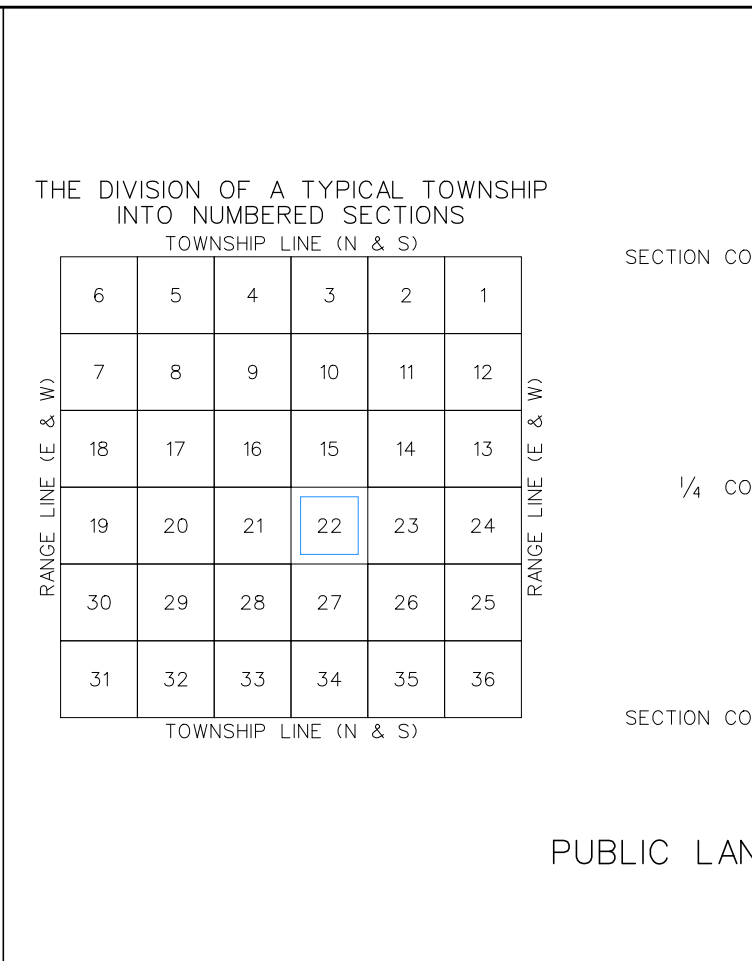 THE DIVISION OF A TYPICAL TOWNSHIP
INTO NUMBERED SECTIONS
TOWNSHIP LINE (N & S)
6 5 4 3 2 1
7 8 9 10 11 12
18 17 16 15 14 13
19 20 21 22 23 24
30 29 28 27 26 25
31 32 33 34 35 36
RANGE LINE (E & W)
RANGE LINE (E & W)
TOWNSHIP LINE (N & S)
SECTION CO
1/4 CO
SECTION CO
PUBLIC LAN